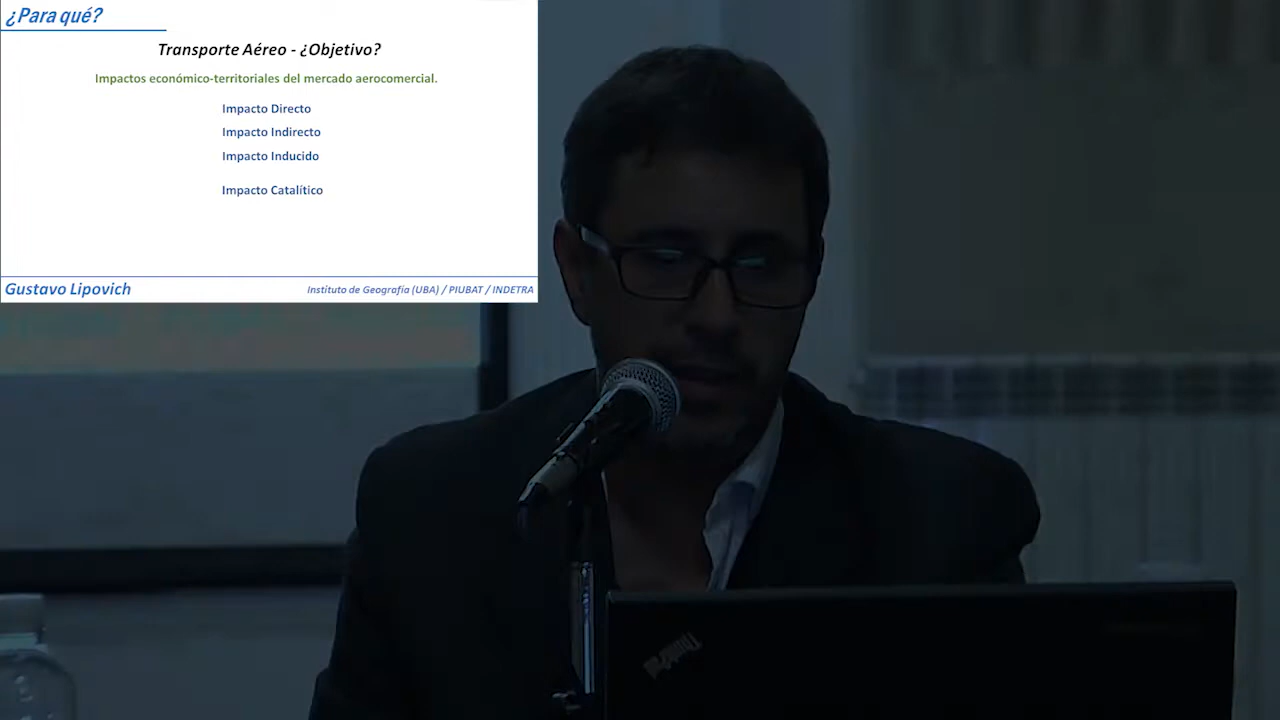 ¿Para qué?
Transporte Aéreo - ¿Objetivo?
Impactos económico-territoriales del mercado aerocomercial.
Impacto Directo
Impacto Indirecto
Impacto Inducido
Impacto Catalítico
Gustavo Lipovich
Instituto de Geografía (UBA) / PIUBAT / INDETRA
ThinkPad